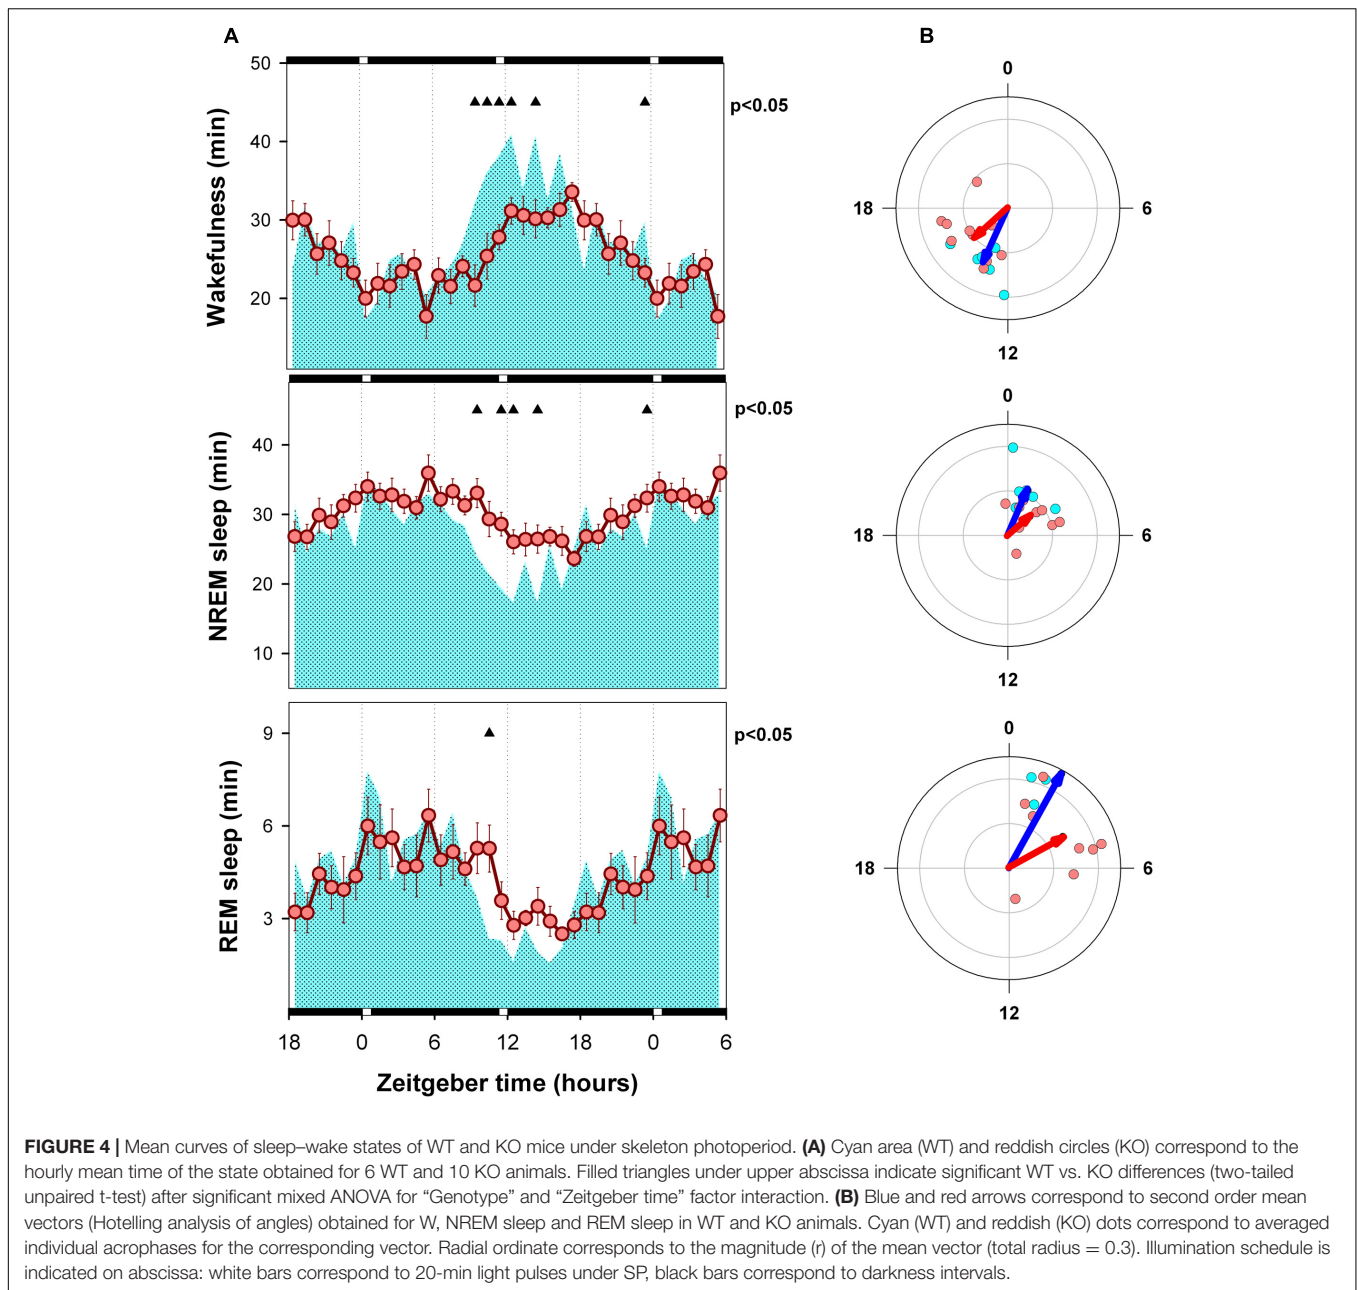 A
B
50
40
30
20
Wakefulness (min)
p<0.05
0
18
6
12
40
30
20
10
NREM sleep (min)
p<0.05
0
18
6
12
9
6
3
REM sleep (min)
p<0.05
0
18
6
12
18 0 6 12 18 0 6
Zeitgeber time (hours)
FIGURE 4 | Mean curves of sleep–wake states of WT and KO mice under skeleton photoperiod. (A) Cyan area (WT) and reddish circles (KO) correspond to the
hourly mean time of the state obtained for 6 WT and 10 KO animals. Filled triangles under upper abscissa indicate significant WT vs. KO differences (two-tailed
unpaired t-test) after significant mixed ANOVA for “Genotype” and “Zeitgeber time” factor interaction. (B) Blue and red arrows correspond to second order mean
vectors (Hotelling analysis of angles) obtained for W, NREM sleep and REM sleep in WT and KO animals. Cyan (WT) and reddish (KO) dots correspond to averaged
individual acrophases for the corresponding vector. Radial ordinate corresponds to the magnitude (r) of the mean vector (total radius = 0.3). Illumination schedule is
indicated on abscissa: white bars correspond to 20-min light pulses under SP, black bars correspond to darkness intervals.